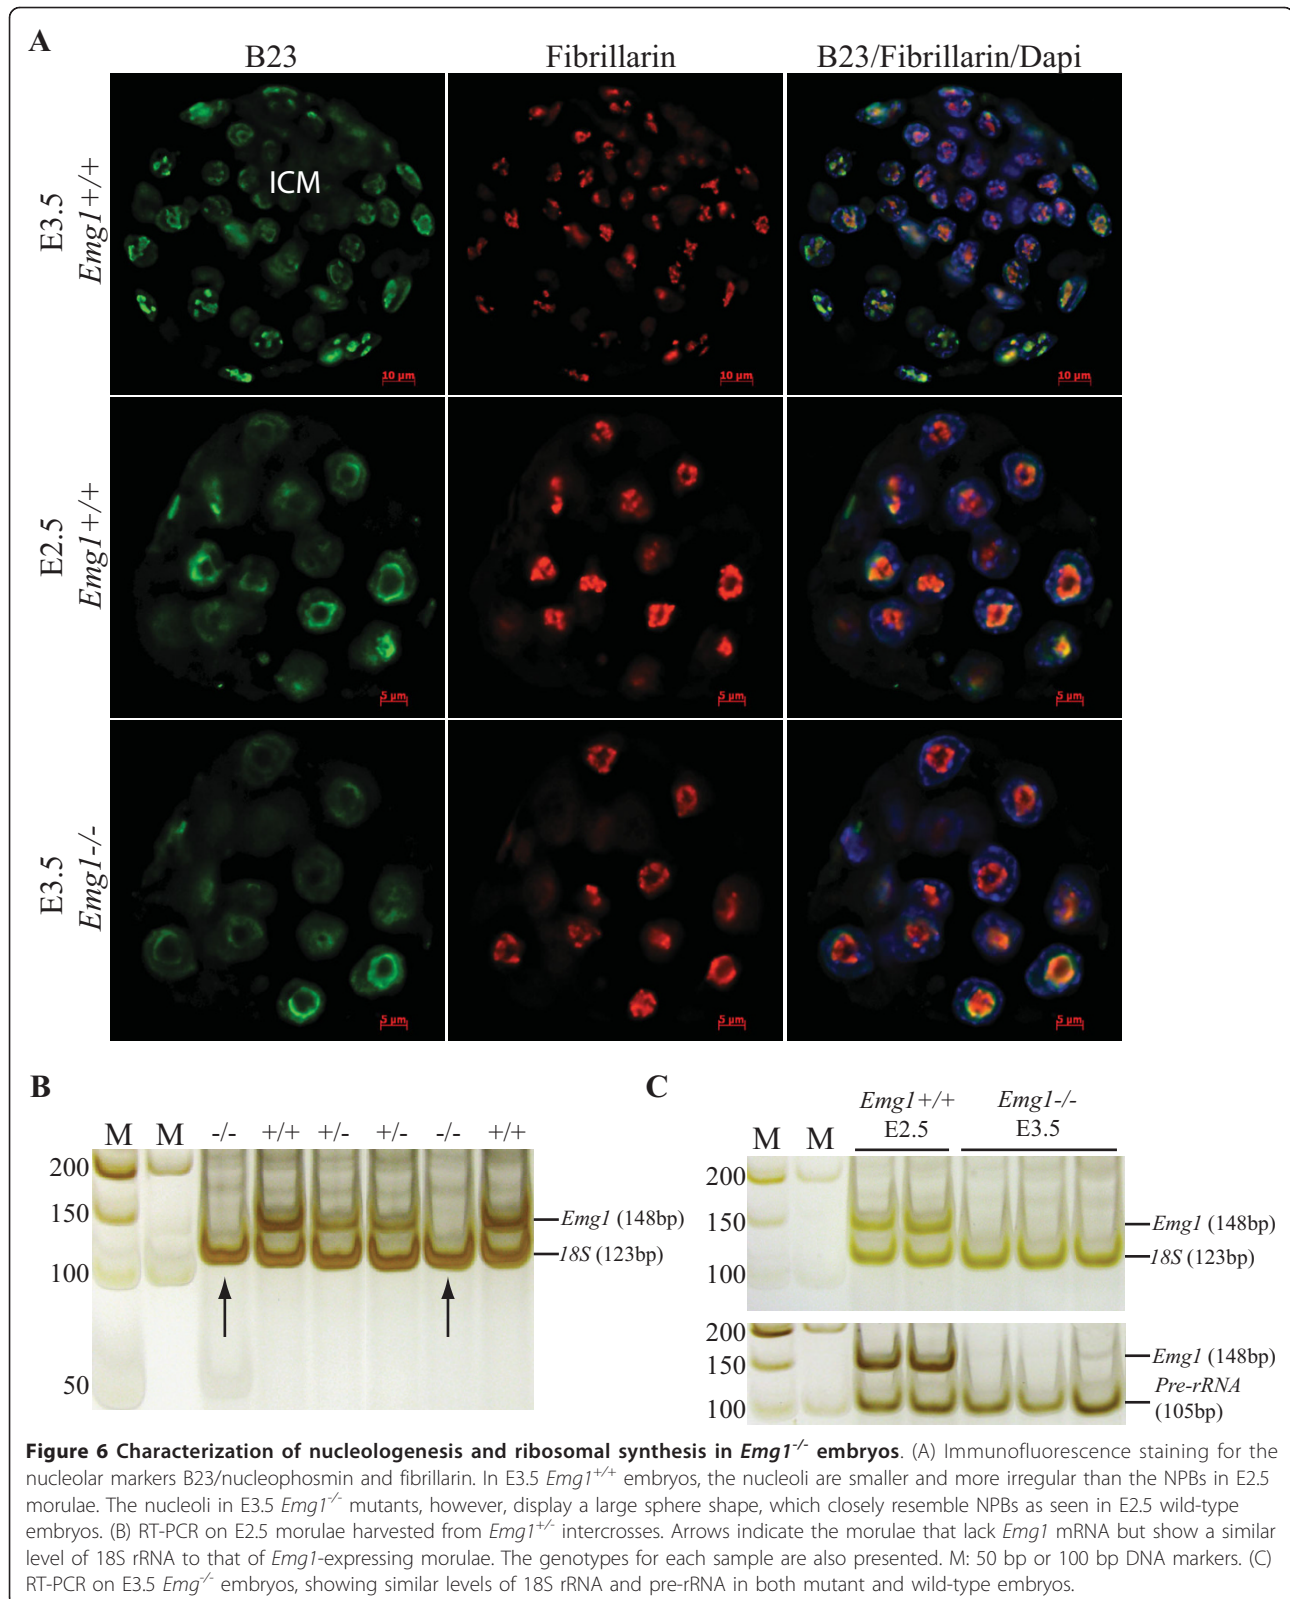 A
B23
Fibrillarin
B23/Fibrillarin/Dapi
E3.5
Emg1+/+
ICM
10 µm
10 µm
10 µm
E2.5
Emg1+/+
5 µm
5 µm
5 µm
E3.5
Emg1-/-
5 µm
5 µm
5 µm
B
M M -/- +/+ +/- +/- -/- +/+
200
150
100
50
Emg1 (148bp)
18S (123bp)
C
Emg1+/+ Emg1-/-
M M E2.5 E3.5
200
150
100
Emg1 (148bp)
18S (123bp)
200
150
100
Emg1 (148bp)
Pre-rRNA
(105bp)
Figure 6 Characterization of nucleologenesis and ribosomal synthesis in Emg1-/- embryos. (A) Immunofluorescence staining for the
nucleolar markers B23/nucleophosmin and fibrillarin. In E3.5 Emg1+/+ embryos, the nucleoli are smaller and more irregular than the NPBs in E2.5
morulae. The nucleoli in E3.5 Emg1-/- mutants, however, display a large sphere shape, which closely resemble NPBs as seen in E2.5 wild-type
embryos. (B) RT-PCR on E2.5 morulae harvested from Emg1+/- intercrosses. Arrows indicate the morulae that lack Emg1 mRNA but show a similar
level of 18S rRNA to that of Emg1-expressing morulae. The genotypes for each sample are also presented. M: 50 bp or 100 bp DNA markers. (C)
RT-PCR on E3.5 Emg-/- embryos, showing similar levels of 18S rRNA and pre-rRNA in both mutant and wild-type embryos.